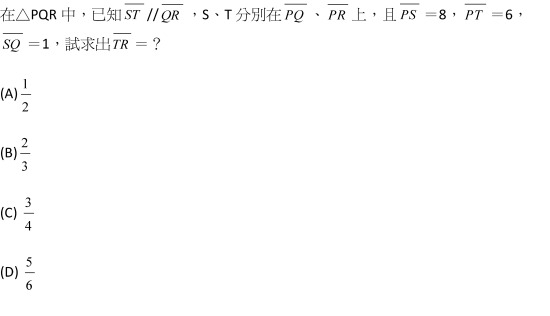 在△PQR 中，已知 $\overline{ST}$ // $\overline{QR}$ ，S、T 分別在 $\overline{PQ}$ 、 $\overline{PR}$ 上，且 $\overline{PS}$ ＝8， $\overline{PT}$ ＝6，
$\overline{SQ}$ ＝1，試求出 $\overline{TR}$ ＝？
(A) $\frac{1}{2}$
(B) $\frac{2}{3}$
(C) $\frac{3}{4}$
(D) $\frac{5}{6}$